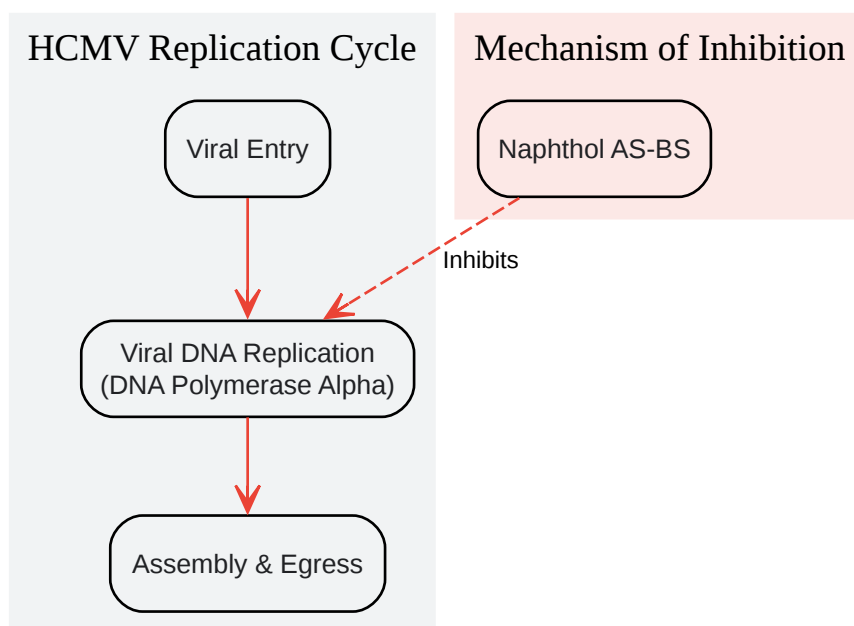 HCMV Replication Cycle
Mechanism of Inhibition
Viral Entry
Naphthol AS-BS
Inhibits
Viral DNA Replication
(DNA Polymerase Alpha)
Assembly & Egress